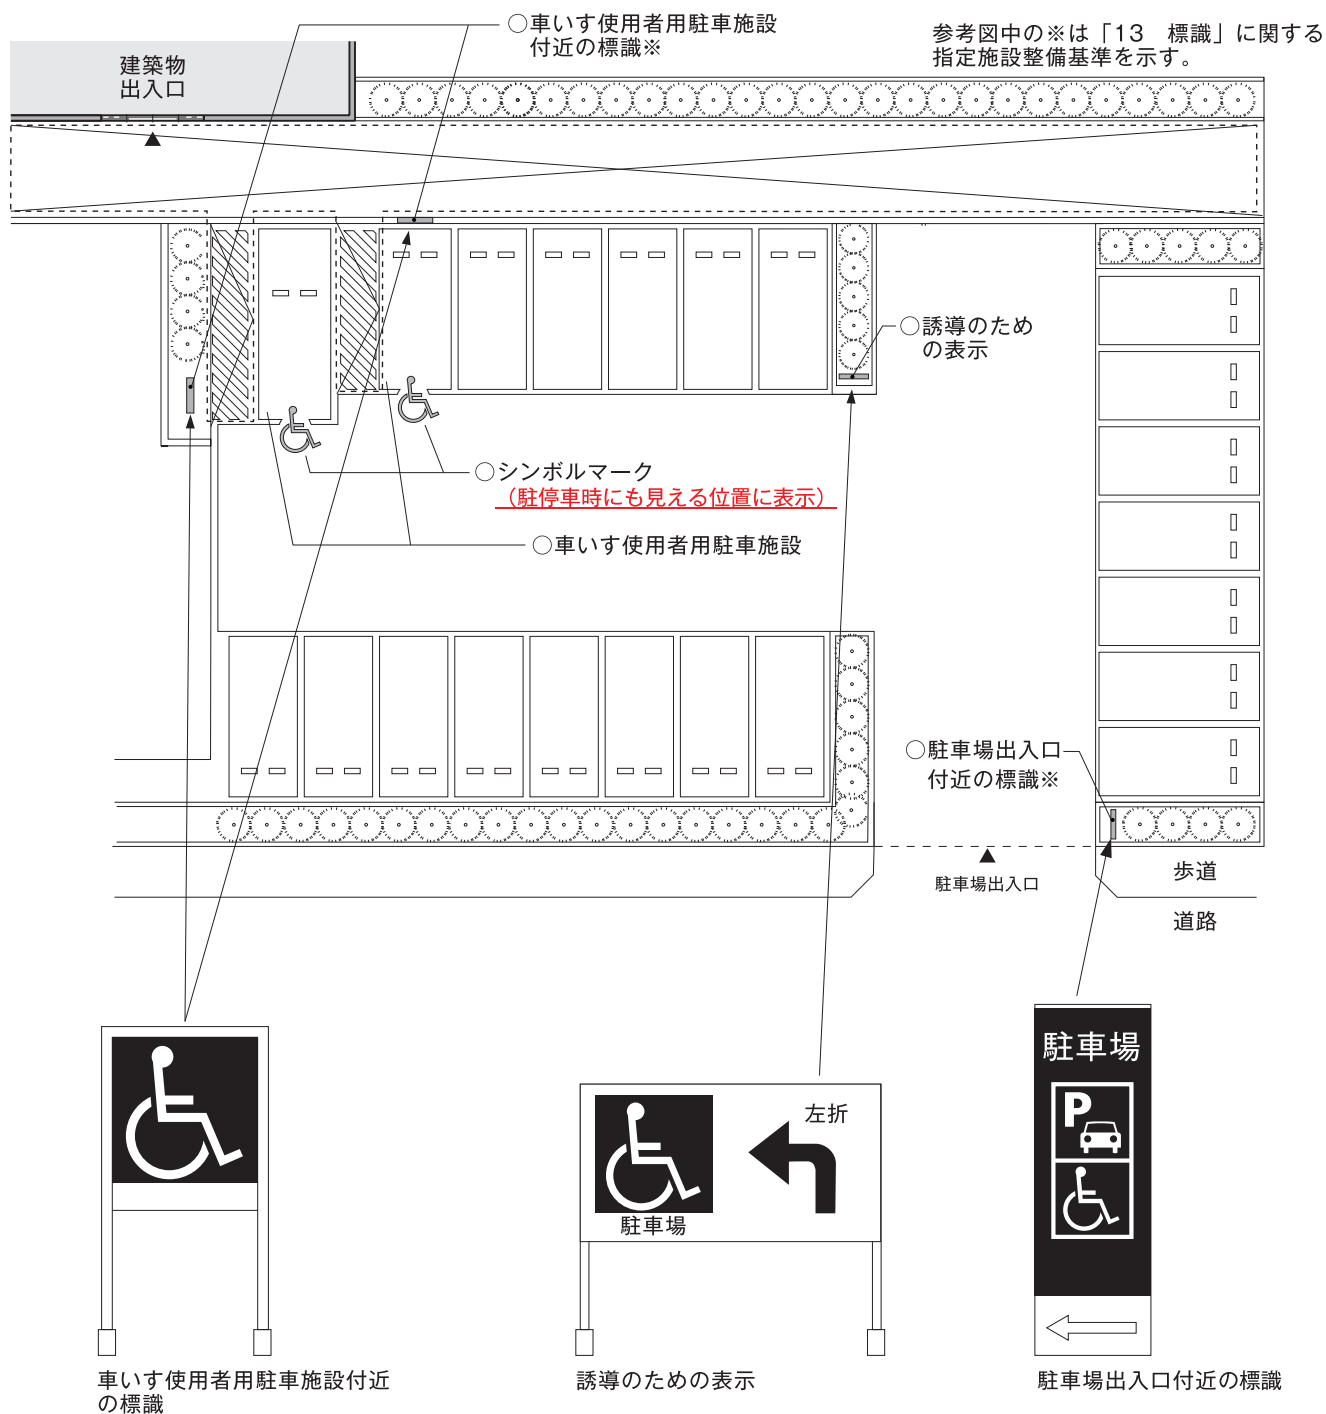 ○車いす使用者用駐車施設
付近の標識※
参考図中の※は「13　標識」に関する
指定施設整備基準を示す。
建築物
出入口
○誘導のため
の表示
○シンボルマーク
（駐停車時にも見える位置に表示）
○車いす使用者用駐車施設
○駐車場出入口
付近の標識※
駐車場出入口
歩道
道路
駐車場
P
左折
駐車場
車いす使用者用駐車施設付近
の標識
誘導のための表示
駐車場出入口付近の標識